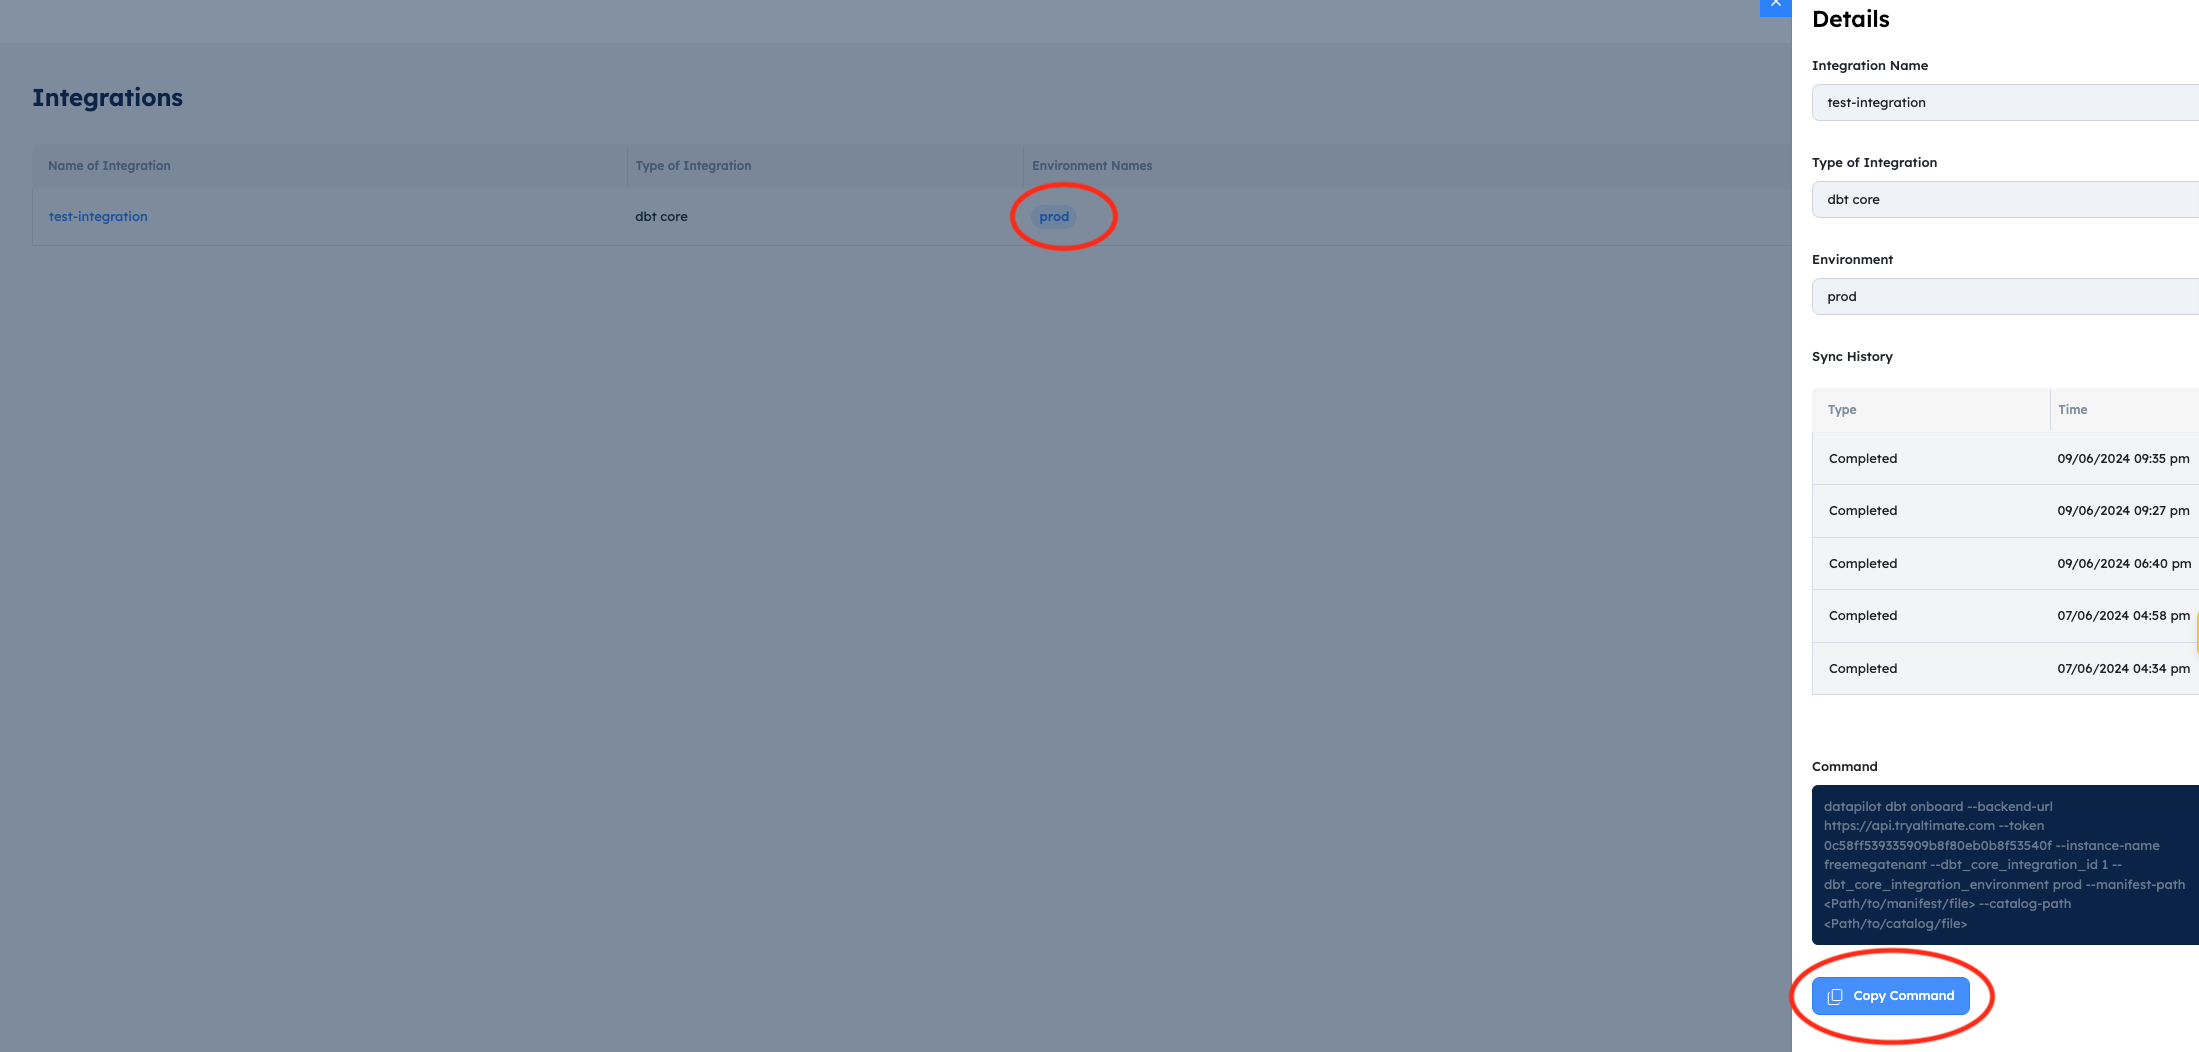 Integrations
Name of Integration Type of Integration Environment Names
test-integration dbt core prod
Details
Integration Name
test-integration
Type of Integration
dbt core
Environment
prod
Sync History
Type Time
Completed 09/06/2024 09:35 pm
Completed 09/06/2024 09:27 pm
Completed 09/06/2024 06:40 pm
Completed 07/06/2024 04:58 pm
Completed 07/06/2024 04:34 pm
Command
datapilot dbt onboard --backend-url
https://api.tryaltimate.com --token
0c58ff539335909b8f80eb0b8f53540f --instance-name
freemegatenant --dbt_core_integration_id 1 --
dbt_core_integration_environment prod --manifest-path
<Path/to/manifest/file> --catalog-path
<Path/to/catalog/file>
Copy Command